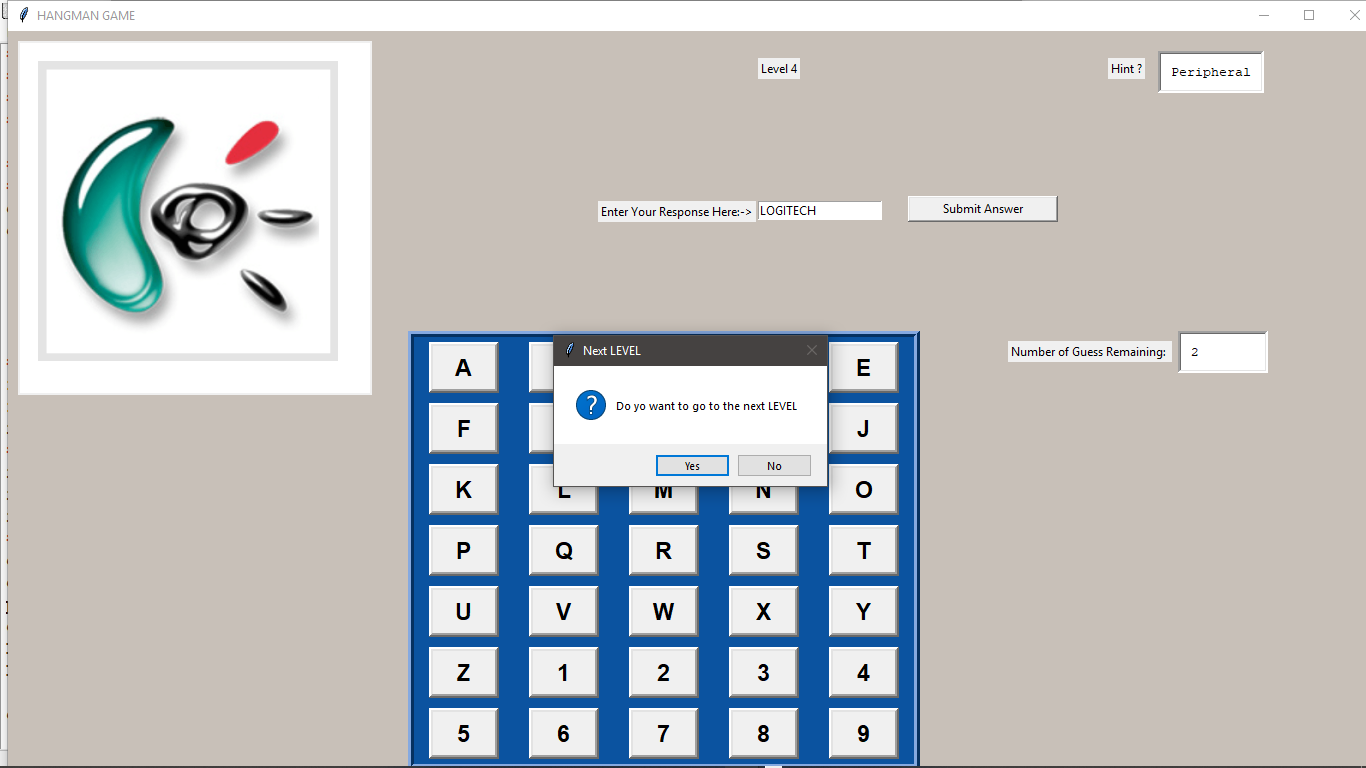 HANGMAN GAME
Level 4
Hint ?
Peripheral
Enter Your Response Here:->
LOGITECH
Submit Answer
Number of Guess Remaining:
2
Next LEVEL
?
Do yo want to go to the next LEVEL
Yes
No
A
E
F
J
K
L
M
N
O
P
Q
R
S
T
U
V
W
X
Y
Z
1
2
3
4
5
6
7
8
9